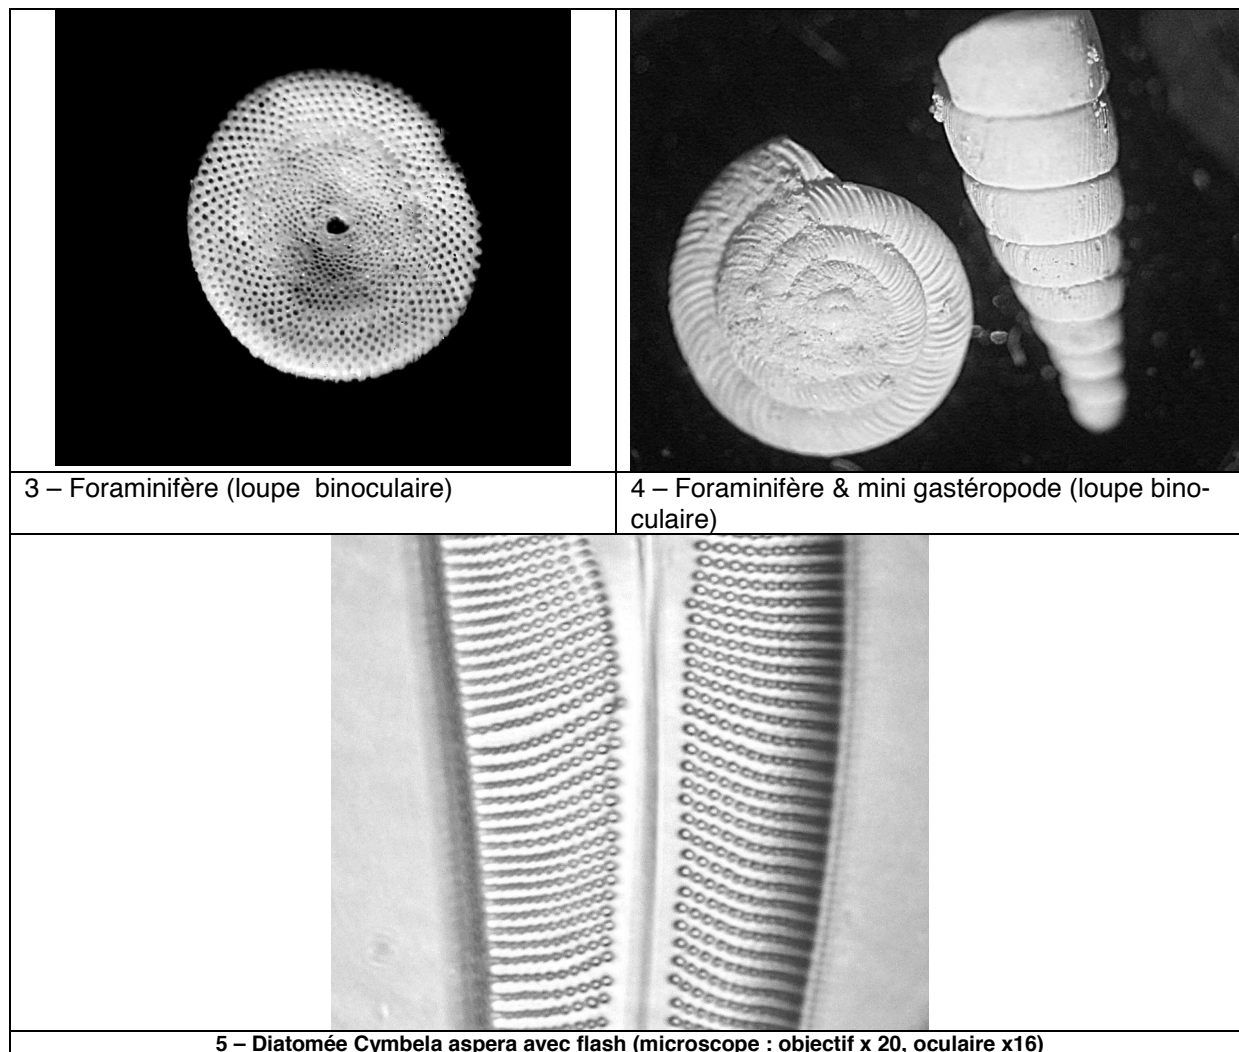 3 – Foraminifère (loupe binoculaire)
4 – Foraminifère & mini gastéropode (loupe bino-
culaire)
5 – Diatomée Cymbela aspera avec flash (microscope : objectif x 20, oculaire x16)